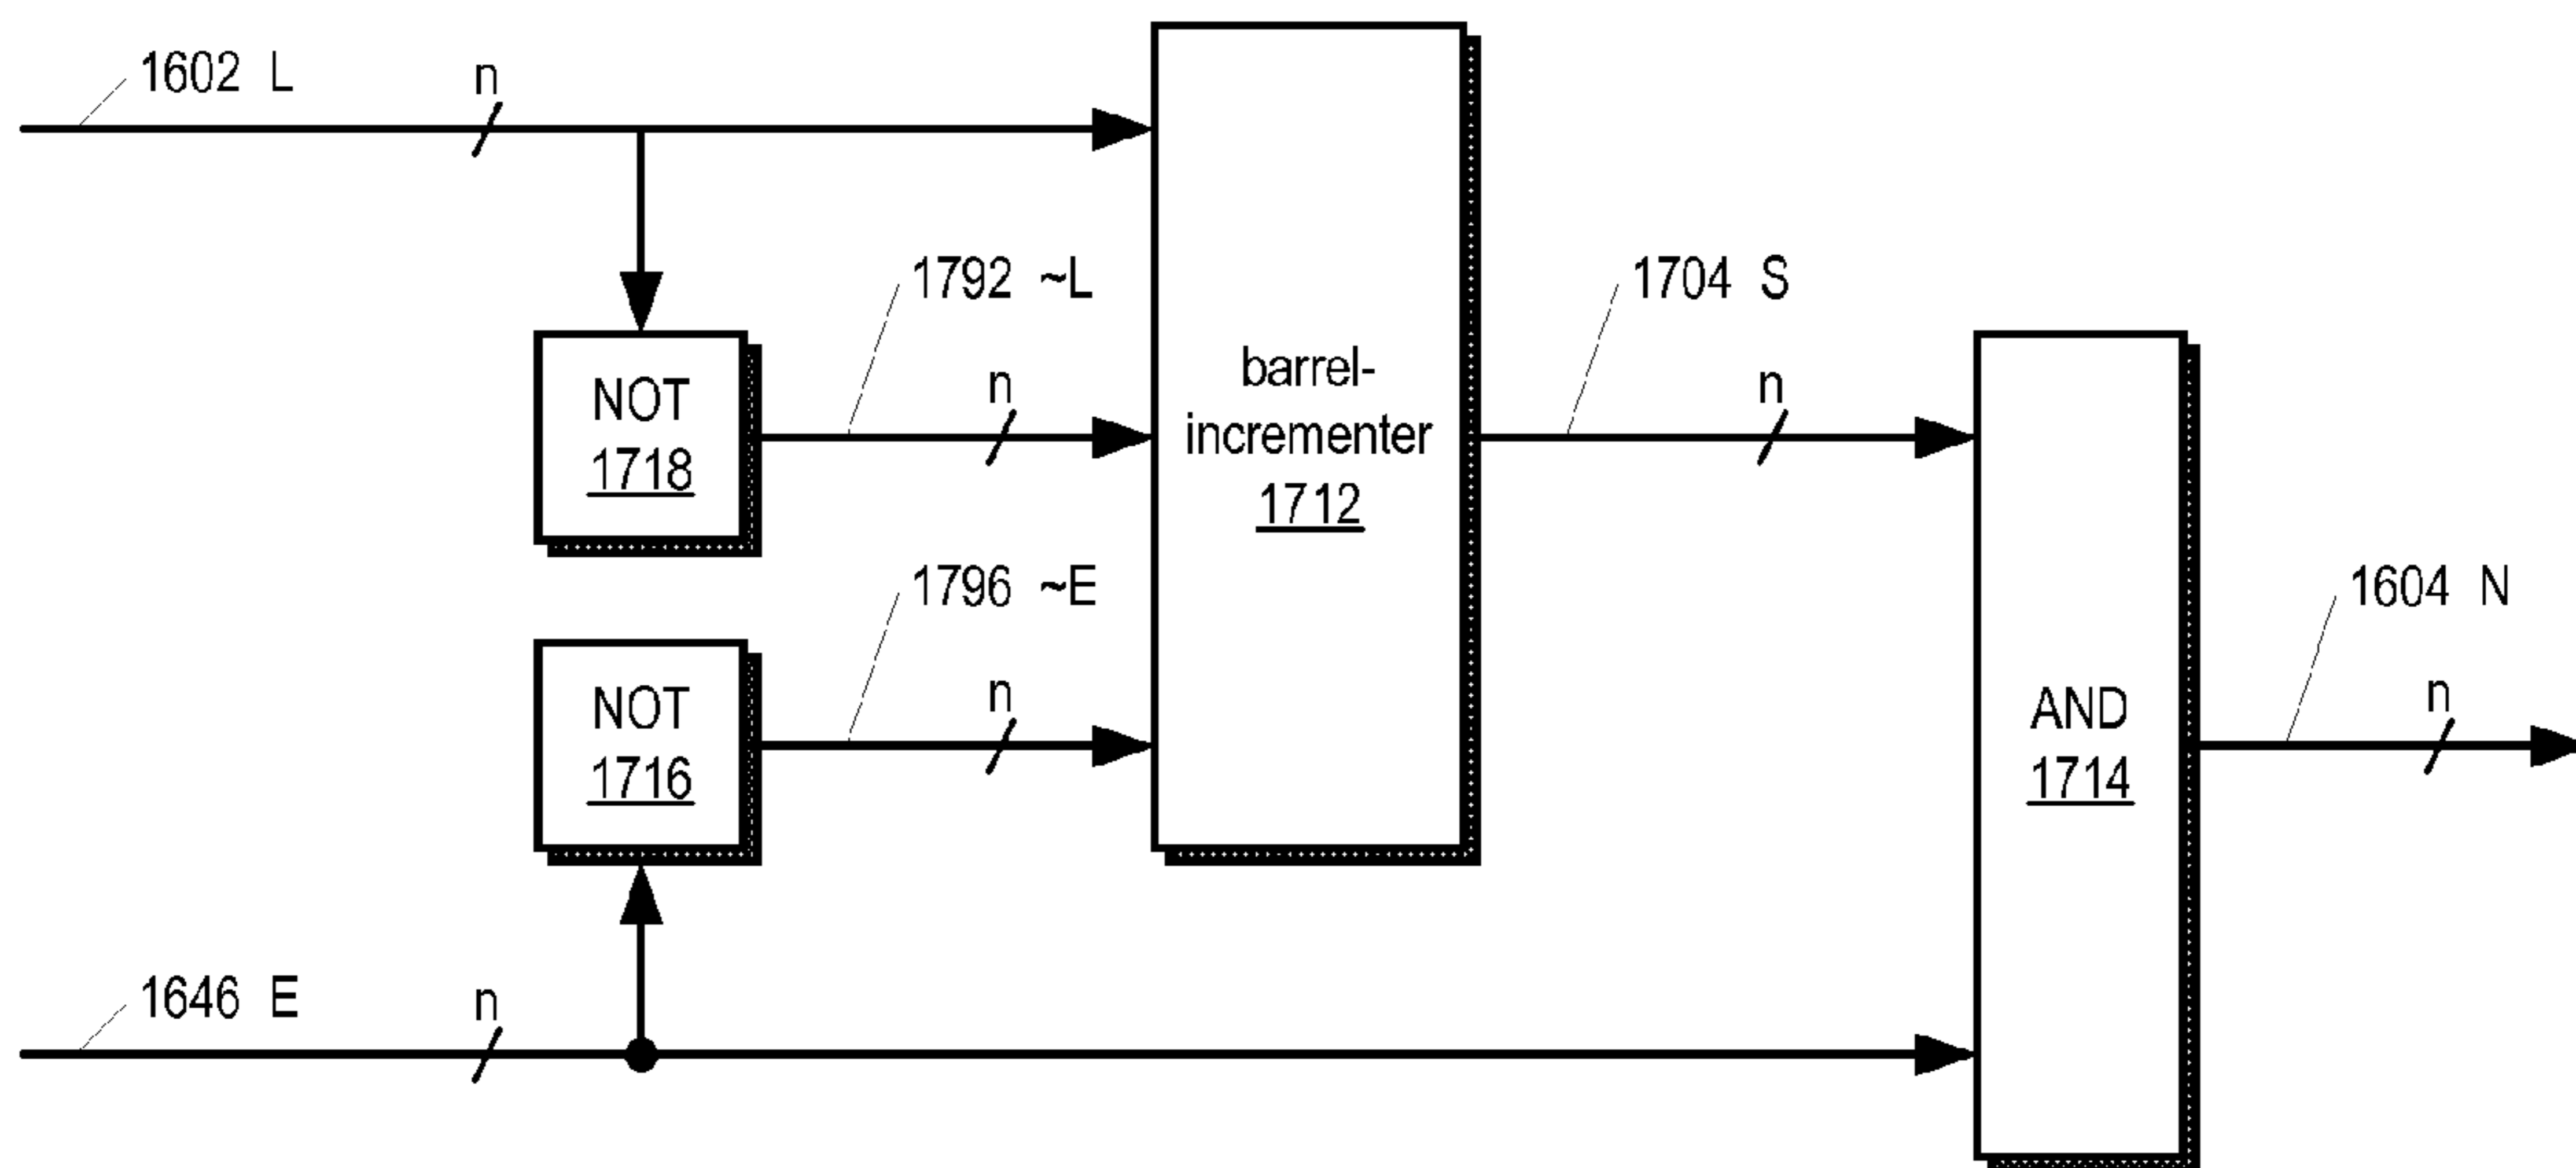 1602 L
n
NOT
1718
1792 ~L
n
NOT
1716
1796 ~E
n
1646 E
n
barrel-
incrementer
1712
1704 S
n
AND
1714
1604 N
n